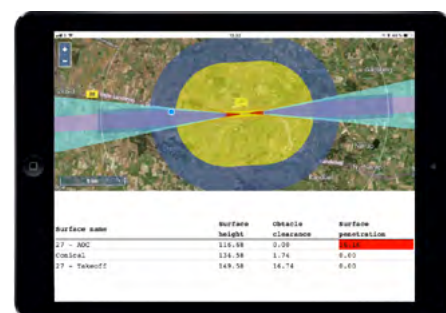 Surface name Surface height Obstacle clearance Surface penetration
27 - AOC 116.68 0.00
Conical 134.58 1.74 0.00
27 - Takeoff 149.58 16.74 0.00